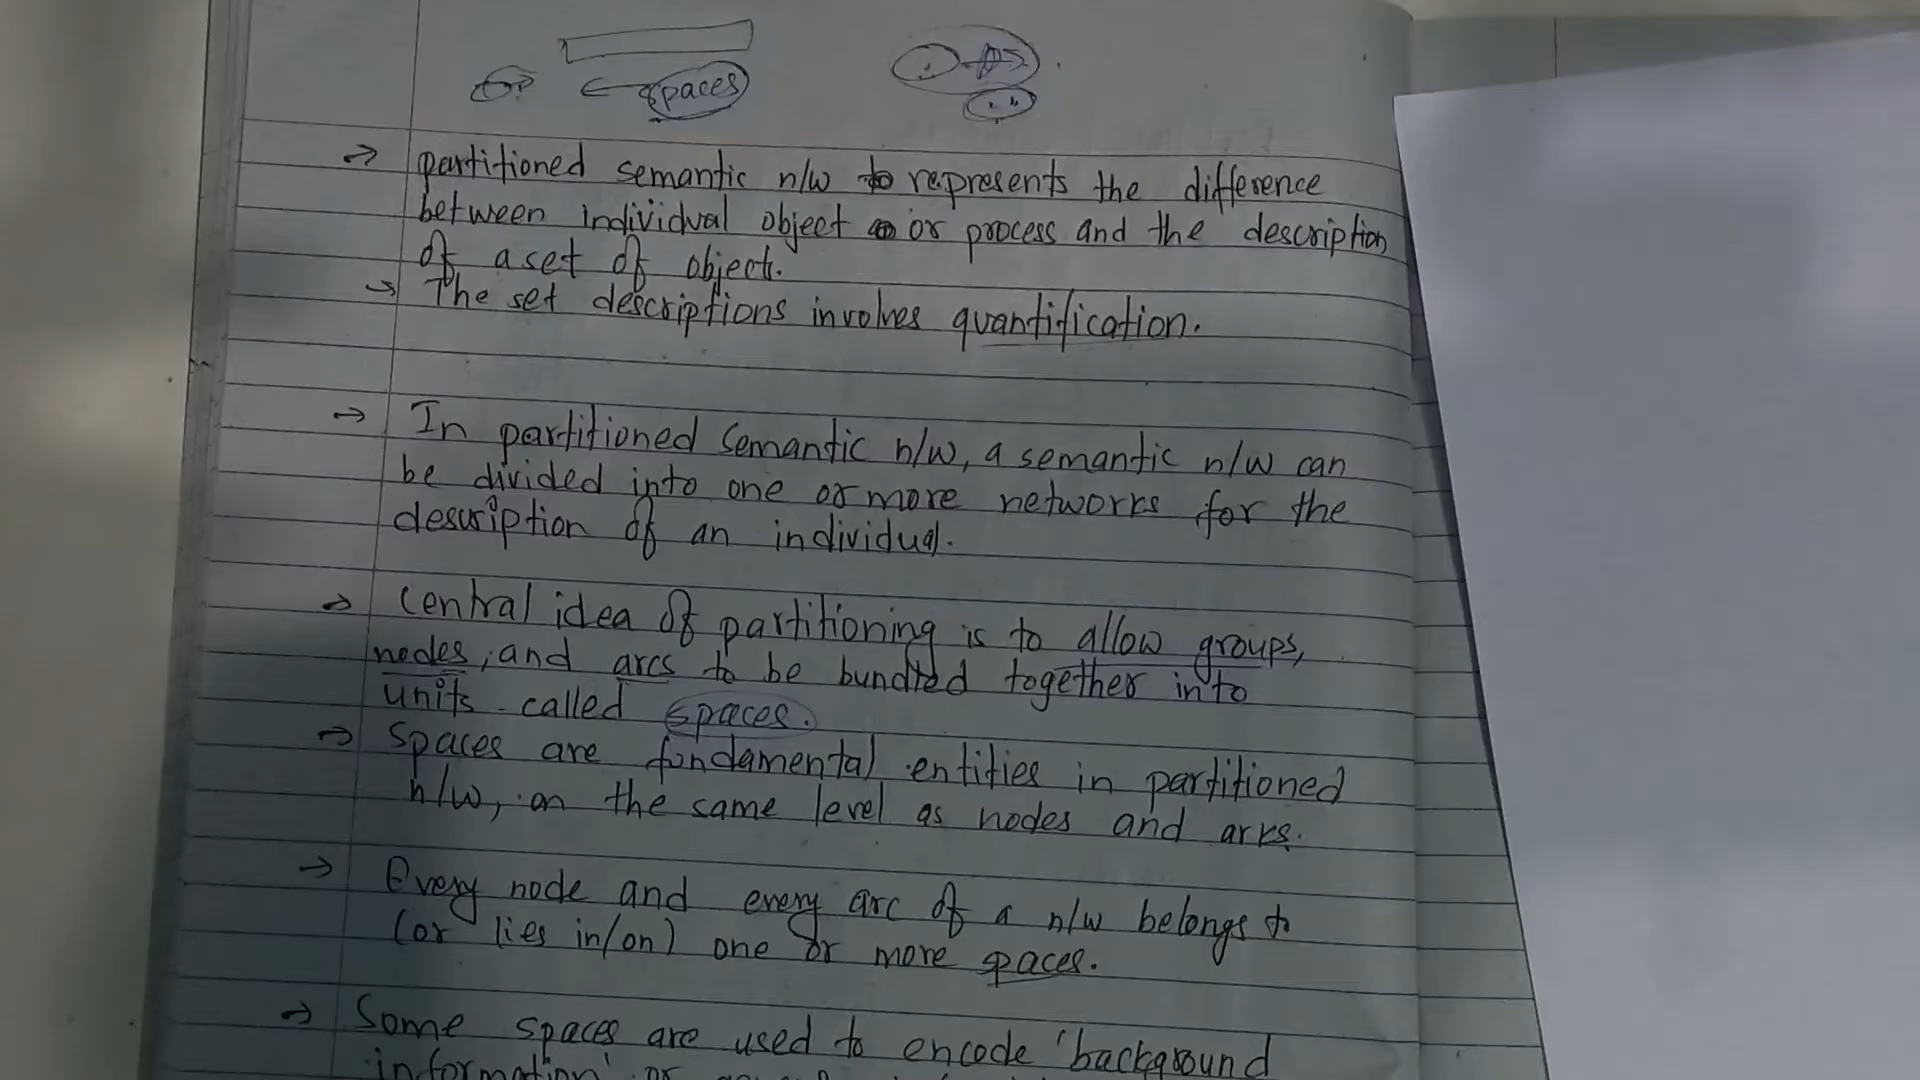 spaces
→ partitioned semantic n/w to represents the difference
between individual object or process and the description
of a set of object.
→ The set descriptions involves quantification.
→ In partitioned semantic n/w, a semantic n/w can
be divided into one or more networks for the
description of an individual.
→ Central idea of partitioning is to allow groups,
nodes, and arcs to be bundled together into
units called spaces.
→ Spaces are fundamental entities in partitioned
n/w, on the same level as nodes and arks.
→ Every node and every arc of a n/w belongs to
(or lies in/on) one or more spaces.
→ Some spaces are used to encode 'background
information' or